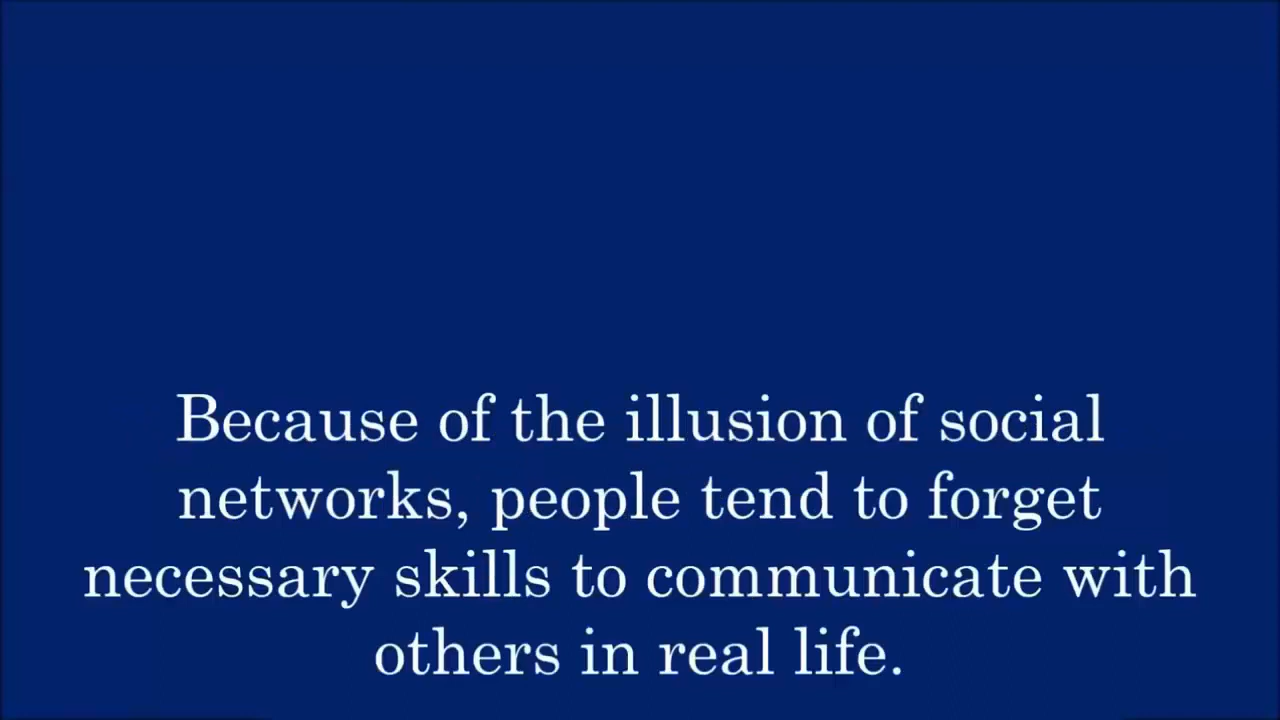 Because of the illusion of social
networks, people tend to forget
necessary skills to communicate with
others in real life.